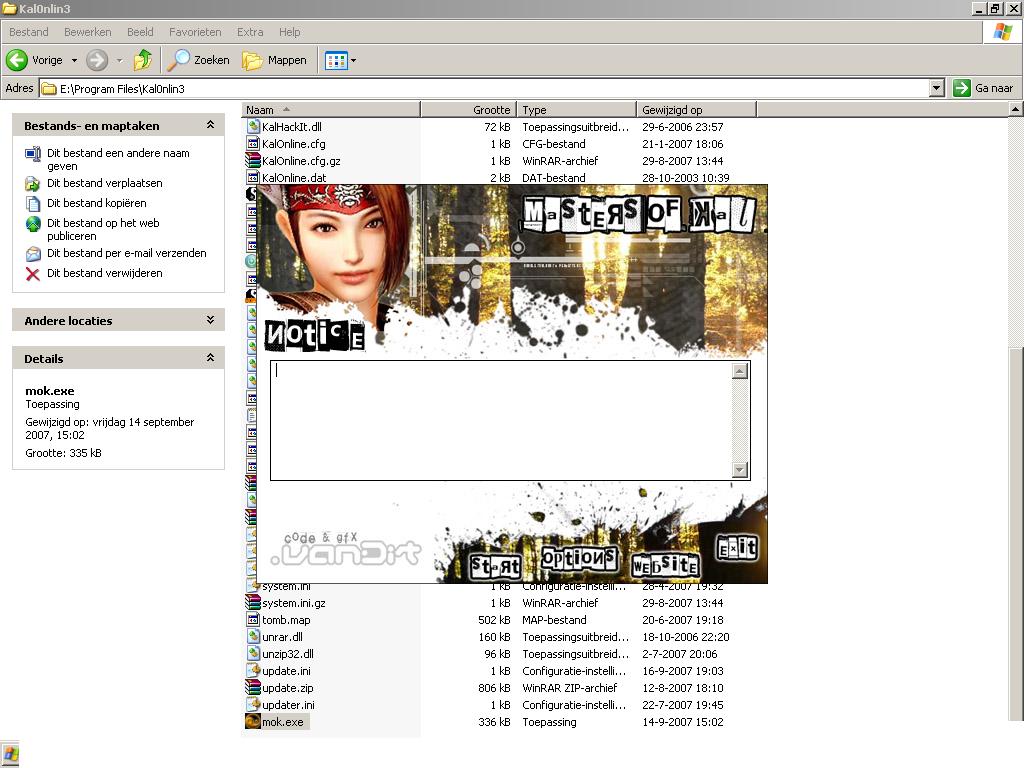 Kal0nlin3
Bestand Bewerken Beeld Favorieten Extra Help
Vorige Zoeken Mappen
Adres E:\Program Files\Kal0nlin3 Ga naar
Bestands- en maptaken
Dit bestand een andere naam
geven
Dit bestand verplaatsen
Dit bestand kopiëren
Dit bestand op het web
publiceren
Dit bestand per e-mail verzenden
Dit bestand verwijderen
Andere locaties
Details
mok.exe
Toepassing
Gewijzigd op: vrijdag 14 september
2007, 15:02
Grootte: 335 kB
Naam Grootte Type Gewijzigd op
KalHackIt.dll 72 kB Toepassingsuitbreid... 29-6-2006 23:57
KalOnline.cfg 1 kB CFG-bestand 21-1-2007 18:06
KalOnline.cfg.gz 1 kB WinRAR-archief 29-8-2007 13:44
KalOnline.dat 2 kB DAT-bestand 28-10-2003 10:39
MASTERS OF KAL
NOTICE
code & gfx
.vanDit
Start Options Website Exit
system.ini 1 kB Configuratie-instelli... 28-4-2007 19:32
system.ini.gz 1 kB WinRAR-archief 29-8-2007 13:44
tomb.map 502 kB MAP-bestand 20-6-2007 19:18
unrar.dll 160 kB Toepassingsuitbreid... 18-10-2006 22:20
unzip32.dll 96 kB Toepassingsuitbreid... 2-7-2007 20:06
update.ini 1 kB Configuratie-instelli... 16-9-2007 19:03
update.zip 806 kB WinRAR ZIP-archief 12-8-2007 18:10
updater.ini 1 kB Configuratie-instelli... 22-7-2007 19:45
mok.exe 336 kB Toepassing 14-9-2007 15:02